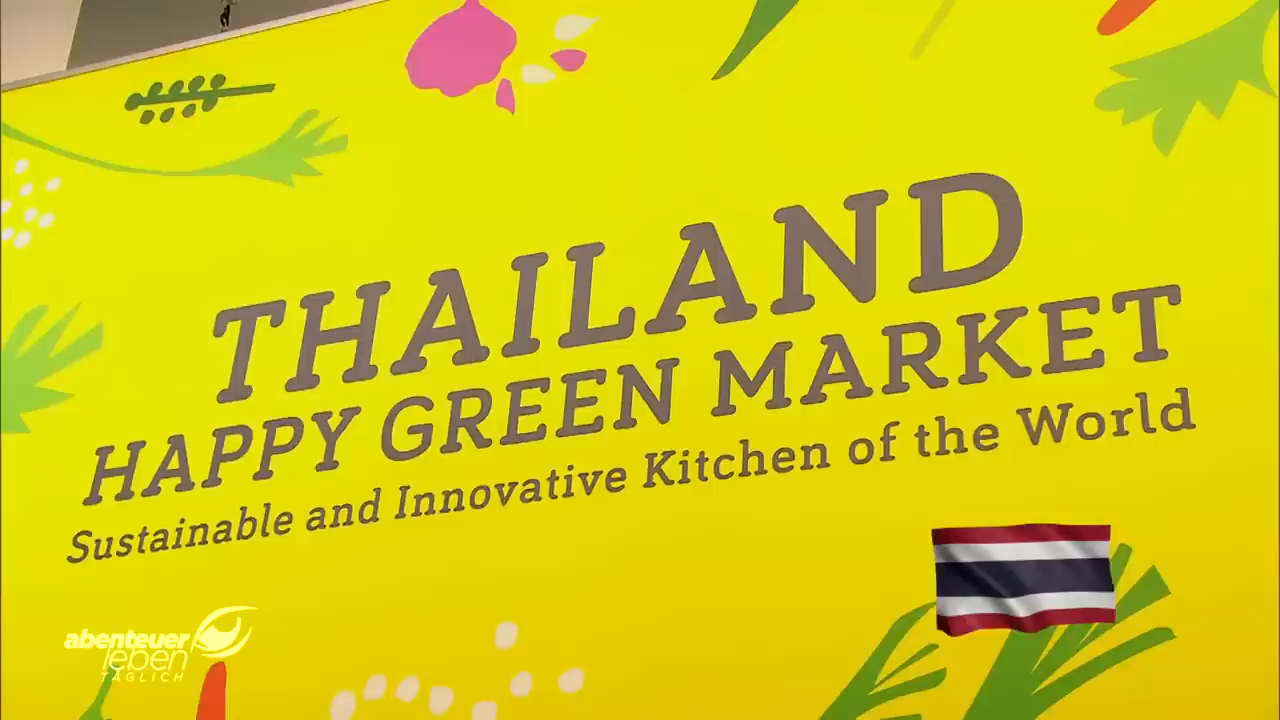 THAILAND
HAPPY GREEN MARKET
Sustainable and Innovative Kitchen of the World
abenteuer
leben
TÄGLICH